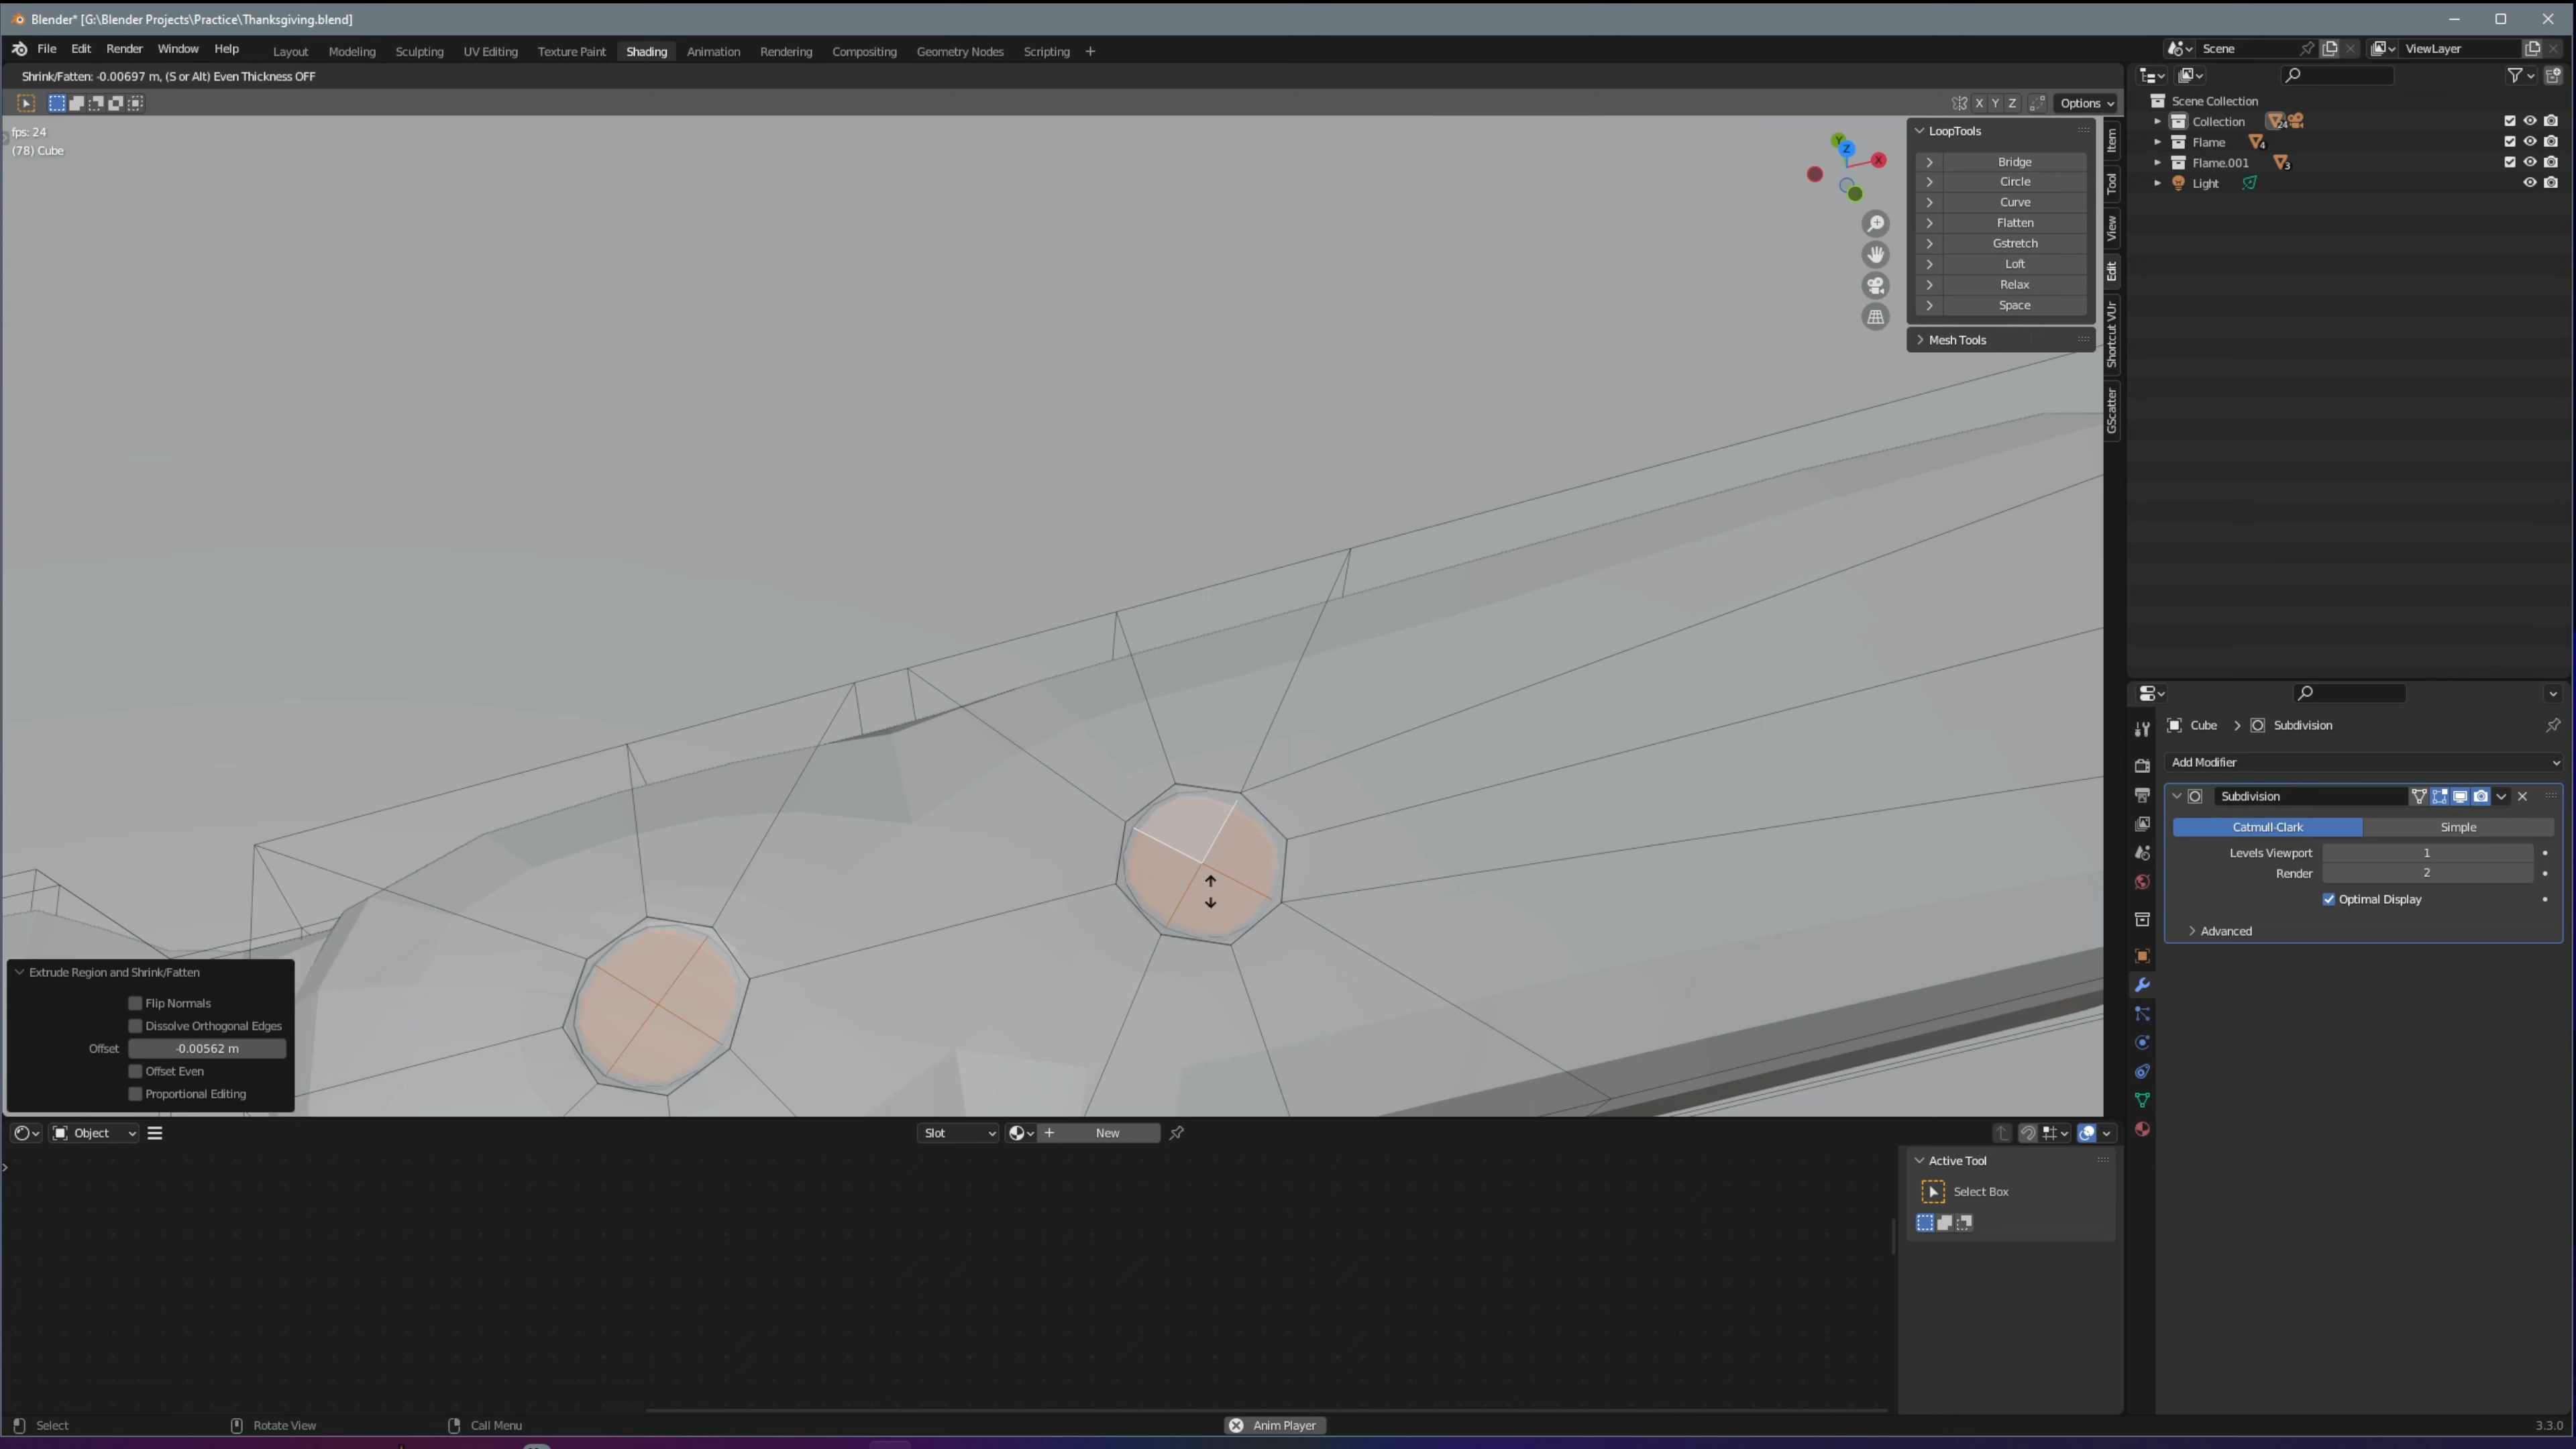 Blender* [G:\Blender Projects\Practice\Thanksgiving.blend]
File Edit Render Window Help Layout Modeling Sculpting UV Editing Texture Paint Shading Animation Rendering Compositing Geometry Nodes Scripting + Scene ViewLayer
Shrink/Fatten: -0.00697 m, (S or Alt) Even Thickness OFF
X Y Z Options
fps: 24
(78) Cube
Y
Z
X
LoopTools
Bridge
Circle
Curve
Flatten
Gstretch
Loft
Relax
Space
Mesh Tools
Item
Tool
View
Edit
Shortcut VUr
GScatter
Scene Collection
Collection 24
Flame 4
Flame.001 3
Light
Cube > Subdivision
Add Modifier
Subdivision
Catmull-Clark Simple
Levels Viewport 1
Render 2
Optimal Display
Advanced
Extrude Region and Shrink/Fatten
Flip Normals
Dissolve Orthogonal Edges
Offset -0.00562 m
Offset Even
Proportional Editing
Object Slot New
Active Tool
Select Box
Select Rotate View Call Menu Anim Player 3.3.0